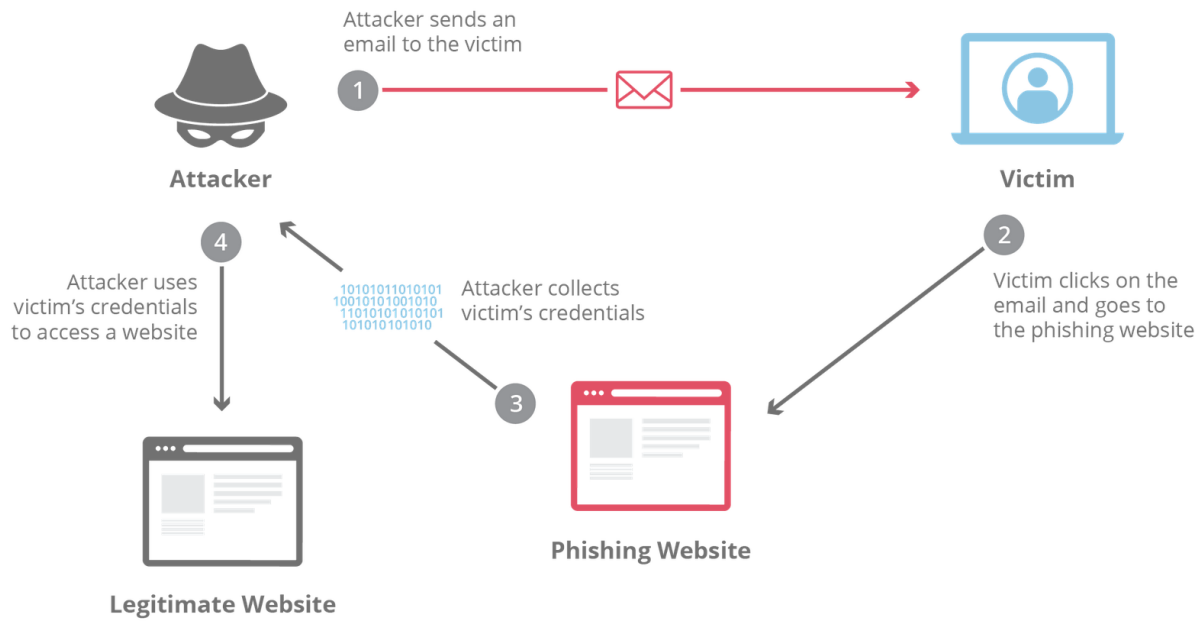 Attacker sends an
email to the victim
1
Attacker
Victim
2
Victim clicks on the
email and goes to
the phishing website
4
Attacker uses
victim's credentials
to access a website
10101011010101
10010101001010
11010101010101
101010101010
Attacker collects
victim's credentials
3
Phishing Website
Legitimate Website